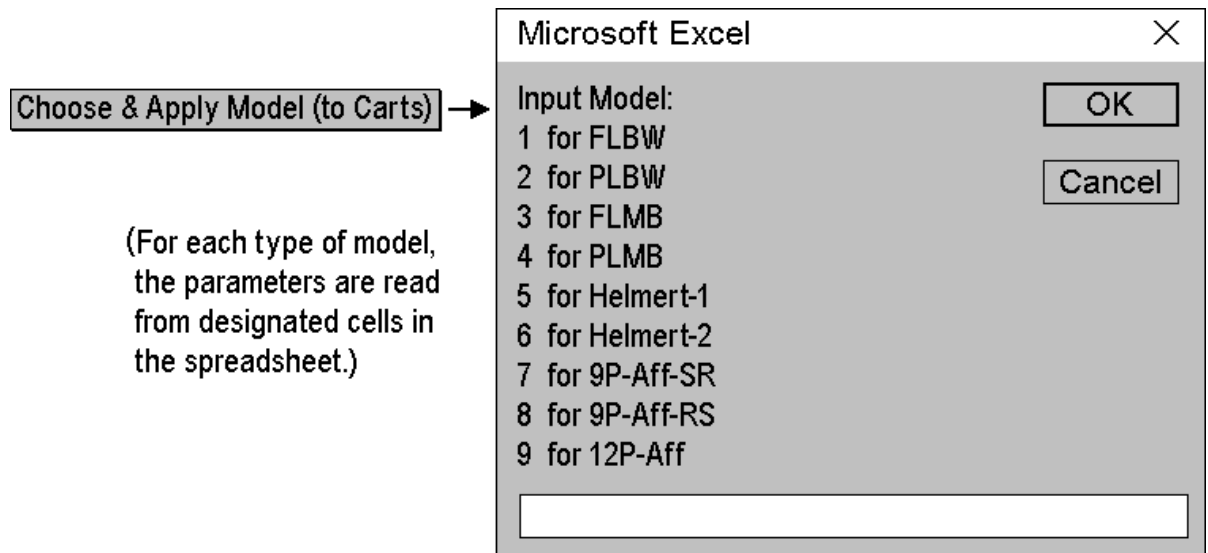 Choose & Apply Model (to Carts)
(For each type of model,
the parameters are read
from designated cells in
the spreadsheet.)
Microsoft Excel
Input Model:
1 for FLBW
2 for PLBW
3 for FLMB
4 for PLMB
5 for Helmert-1
6 for Helmert-2
7 for 9P-Aff-SR
8 for 9P-Aff-RS
9 for 12P-Aff
OK
Cancel